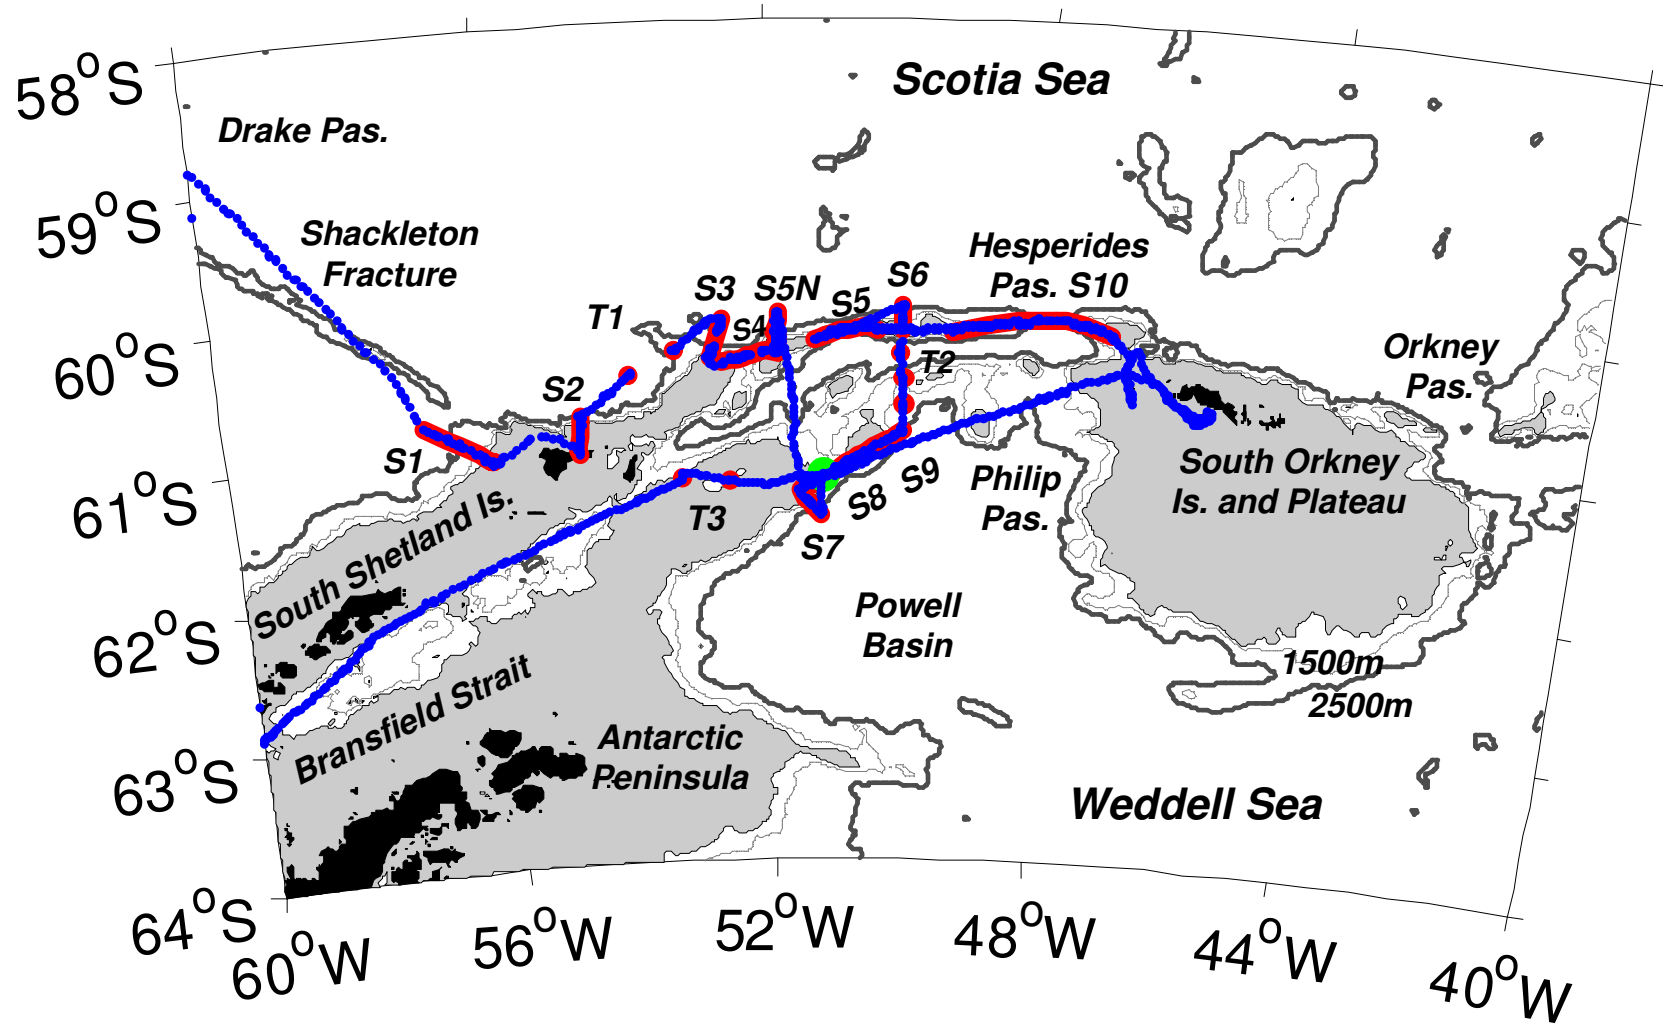 58°S
Scotia Sea
Drake Pas.
59°S
Shackleton
Fracture
Hesperides
Pas. S10
S3
S5N
S6
S5
T1
S4
60°S
T2
Orkney
Pas.
S2
S1
61°S
T3
S7
S8
S9
Philip
Pas.
South Orkney
Is. and Plateau
South Shetland Is.
62°S
Powell
Basin
1500m
2500m
Bransfield Strait
63°S
Antarctic
Peninsula
Weddell Sea
64°S
60°W
56°W
52°W
48°W
44°W
40°W